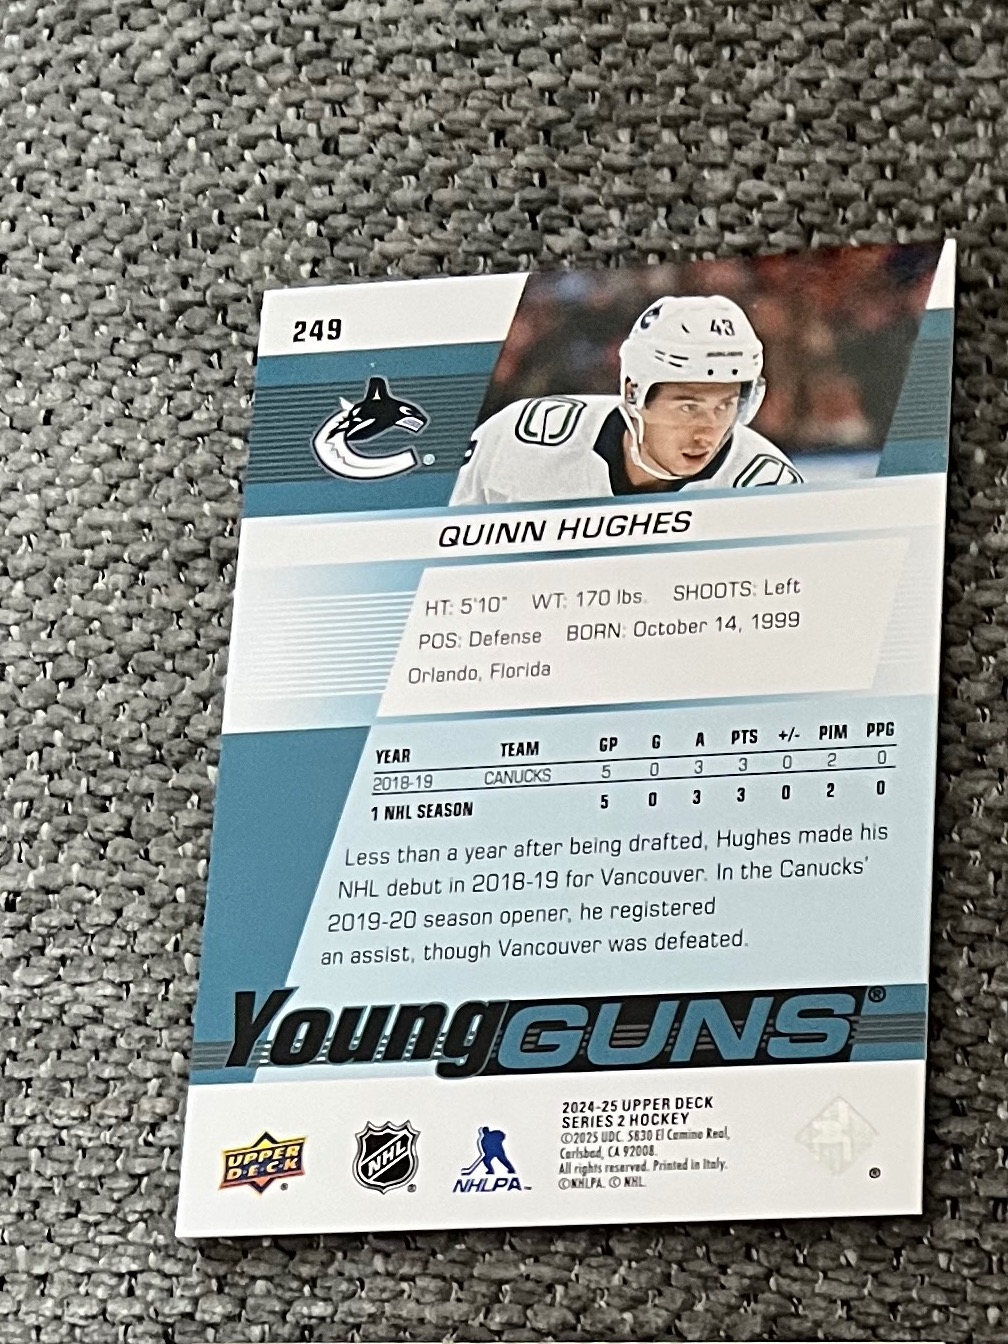 249
43
QUINN HUGHES
HT: 5'10" WT: 170 lbs. SHOOTS: Left
POS: Defense BORN: October 14, 1999
Orlando, Florida
YEAR TEAM GP G A PTS +/- PIM PPG
2018-19 CANUCKS 5 0 3 3 0 2 0
1 NHL SEASON 5 0 3 3 0 2 0
Less than a year after being drafted, Hughes made his
NHL debut in 2018-19 for Vancouver. In the Canucks'
2019-20 season opener, he registered
an assist, though Vancouver was defeated.
Young GUNS®
2024-25 UPPER DECK
SERIES 2 HOCKEY
©2025 UDC. 5830 El Camino Real,
Carlsbad, CA 92008.
All rights reserved. Printed in Italy.
©NHLPA. © NHL.
UPPER
D·E·C·K
NHL
NHLPA